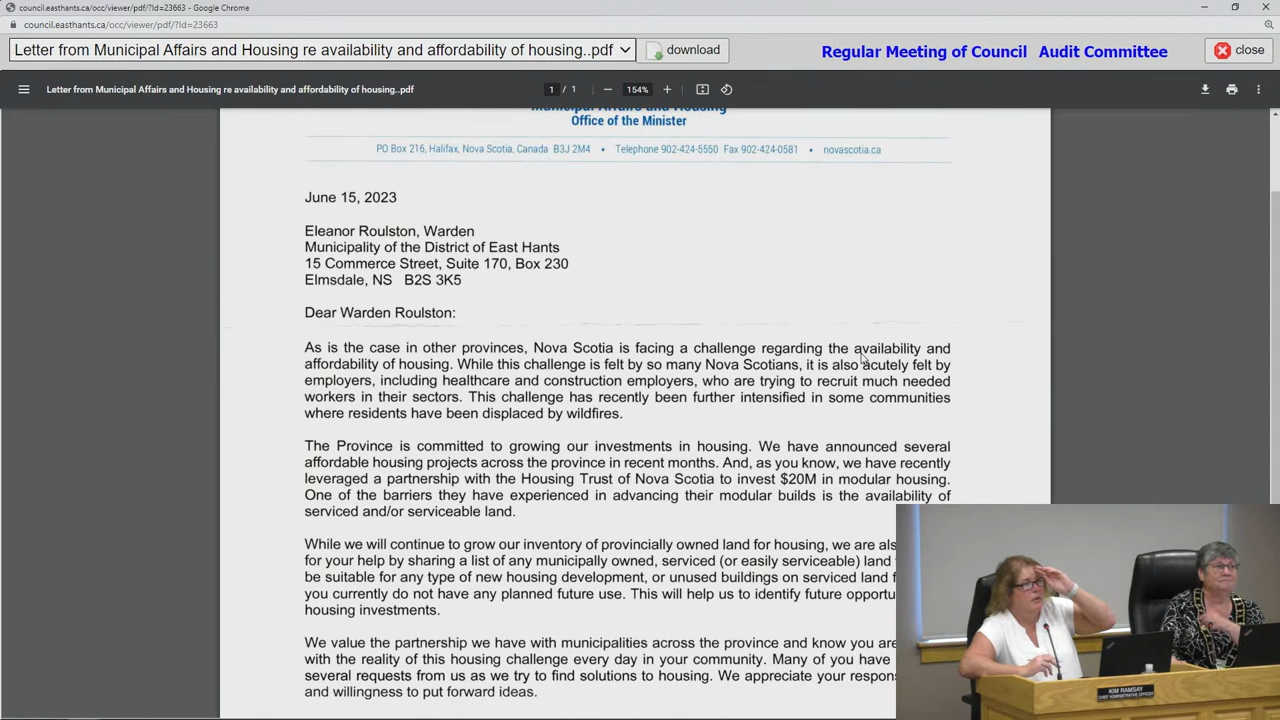 council.easthants.ca/occ/viewer/pdf/?Id=23663 - Google Chrome
council.easthants.ca/occ/viewer/pdf/?Id=23663
Letter from Municipal Affairs and Housing re availability and affordability of housing..pdf
download
Regular Meeting of Council Audit Committee
close
Letter from Municipal Affairs and Housing re availability and affordability of housing..pdf
1 / 1
154%
Municipal Affairs and Housing
Office of the Minister
PO Box 216, Halifax, Nova Scotia, Canada B3J 2M4 • Telephone 902-424-5550 Fax 902-424-0581 • novascotia.ca
June 15, 2023
Eleanor Roulston, Warden
Municipality of the District of East Hants
15 Commerce Street, Suite 170, Box 230
Elmsdale, NS B2S 3K5
Dear Warden Roulston:
As is the case in other provinces, Nova Scotia is facing a challenge regarding the availability and
affordability of housing. While this challenge is felt by so many Nova Scotians, it is also acutely felt by
employers, including healthcare and construction employers, who are trying to recruit much needed
workers in their sectors. This challenge has recently been further intensified in some communities
where residents have been displaced by wildfires.
The Province is committed to growing our investments in housing. We have announced several
affordable housing projects across the province in recent months. And, as you know, we have recently
leveraged a partnership with the Housing Trust of Nova Scotia to invest $20M in modular housing.
One of the barriers they have experienced in advancing their modular builds is the availability of
serviced and/or serviceable land.
While we will continue to grow our inventory of provincially owned land for housing, we are als
for your help by sharing a list of any municipally owned, serviced (or easily serviceable) land
be suitable for any type of new housing development, or unused buildings on serviced land f
you currently do not have any planned future use. This will help us to identify future opportu
housing investments.
We value the partnership we have with municipalities across the province and know you are
with the reality of this housing challenge every day in your community. Many of you have
several requests from us as we try to find solutions to housing. We appreciate your respon
and willingness to put forward ideas.
KIM RAMSAY
CHIEF ADMINISTRATIVE OFFICER